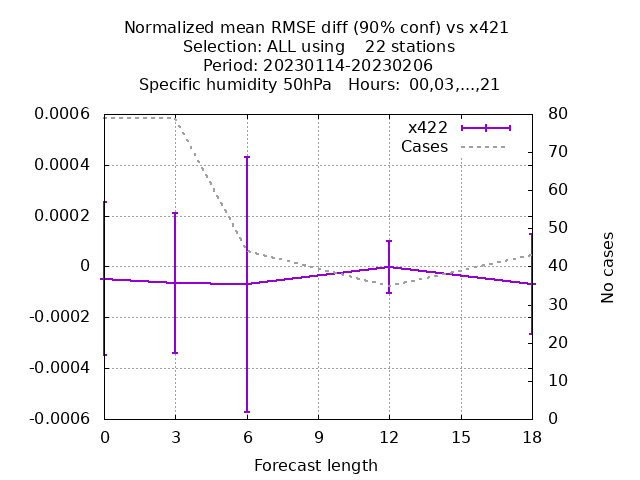 Normalized mean RMSE diff (90% conf) vs x421
Selection: ALL using    22 stations
Period: 20230114-20230206
Specific humidity 50hPa   Hours:  00,03,...,21
x422
Cases
0.0006
0.0004
0.0002
0
-0.0002
-0.0004
-0.0006
80
70
60
50
40
30
20
10
0
No cases
0 3 6 9 12 15 18
Forecast length